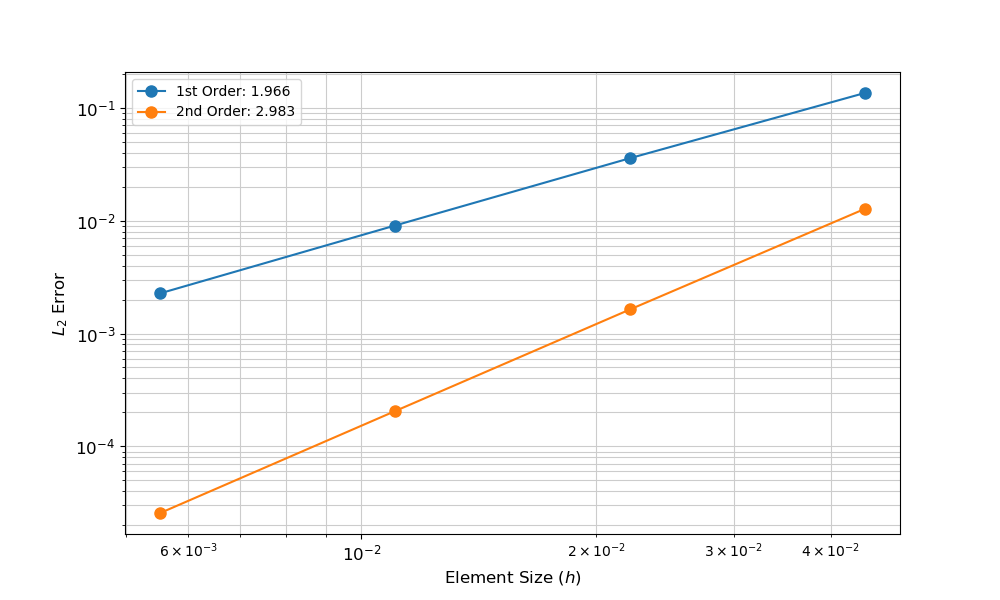 1st Order: 1.966
2nd Order: 2.983
10⁻¹
10⁻²
10⁻³
10⁻⁴
L₂ Error
6 × 10⁻³
10⁻²
2 × 10⁻²
3 × 10⁻²
4 × 10⁻²
Element Size (h)